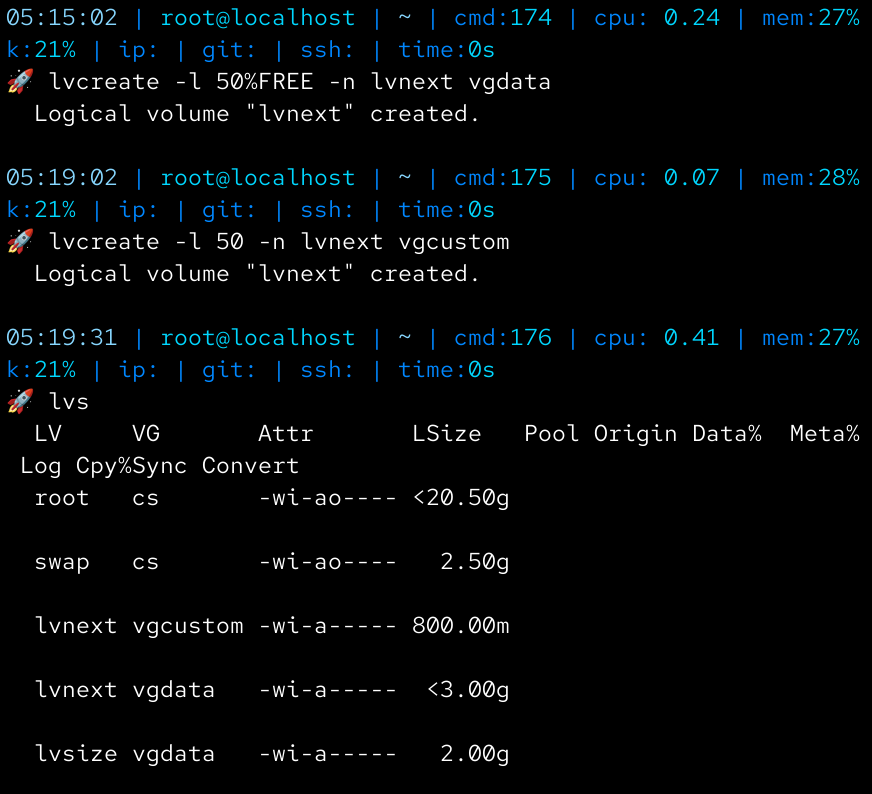 05:15:02 | root@localhost | ~ | cmd:174 | cpu: 0.24 | mem:27%
k:21% | ip: | git: | ssh: | time:0s
🚀 lvcreate -l 50%FREE -n lvnext vgdata
  Logical volume "lvnext" created.

05:19:02 | root@localhost | ~ | cmd:175 | cpu: 0.07 | mem:28%
k:21% | ip: | git: | ssh: | time:0s
🚀 lvcreate -l 50 -n lvnext vgcustom
  Logical volume "lvnext" created.

05:19:31 | root@localhost | ~ | cmd:176 | cpu: 0.41 | mem:27%
k:21% | ip: | git: | ssh: | time:0s
🚀 lvs
  LV     VG       Attr       LSize   Pool Origin Data%  Meta%
 Log Cpy%Sync Convert
  root   cs       -wi-ao---- <20.50g
  swap   cs       -wi-ao----   2.50g
  lvnext vgcustom -wi-a----- 800.00m
  lvnext vgdata   -wi-a-----  <3.00g
  lvsize vgdata   -wi-a-----   2.00g